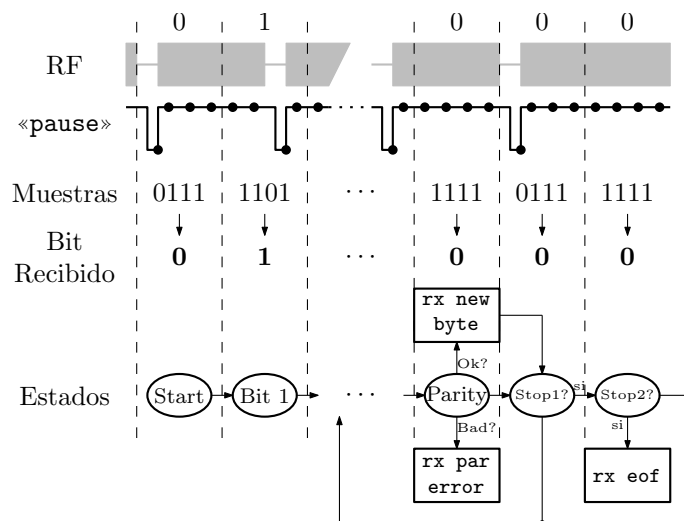 0 1 0 0 0
RF
«pause»
Muestras 0111 1101 · · · 1111 0111 1111
Bit
Recibido
0 1 · · · 0 0 0
rx new
byte
Ok?
Estados Start Bit 1 · · · Parity Stop1? si Stop2?
Bad? si
rx par
error
rx eof